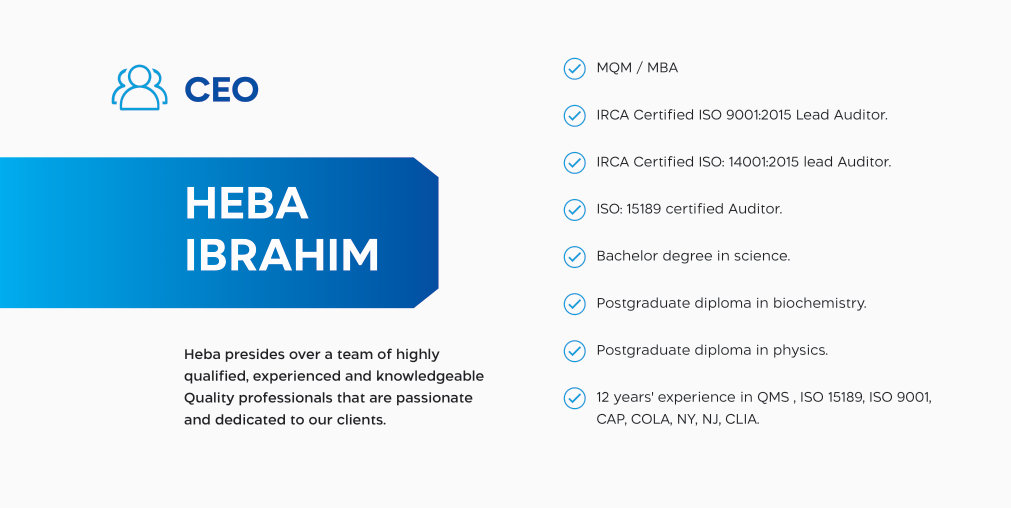 CEO
HEBA
IBRAHIM
Heba presides over a team of highly
qualified, experienced and knowledgeable
Quality professionals that are passionate
and dedicated to our clients.
MQM / MBA
IRCA Certified ISO 9001:2015 Lead Auditor.
IRCA Certified ISO: 14001:2015 lead Auditor.
ISO: 15189 certified Auditor.
Bachelor degree in science.
Postgraduate diploma in biochemistry.
Postgraduate diploma in physics.
12 years' experience in QMS , ISO 15189, ISO 9001,
CAP, COLA, NY, NJ, CLIA.